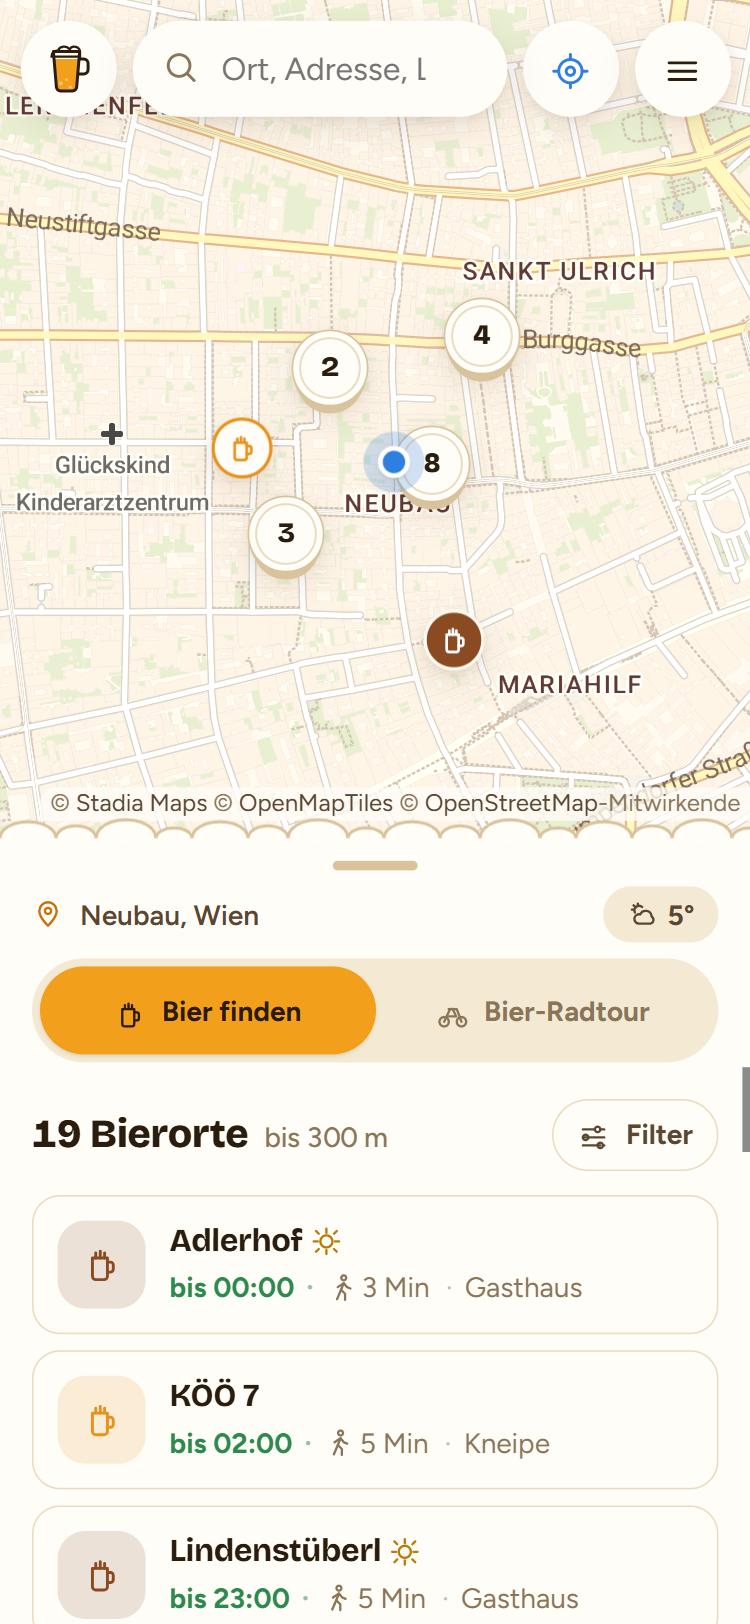 Ort, Adresse, L
Neustiftgasse
SANKT ULRICH
4
Burggasse
2
Glückskind
Kinderarztzentrum
8
NEUBAU
3
MARIAHILF
© Stadia Maps © OpenMapTiles © OpenStreetMap-Mitwirkende
Neubau, Wien
5°
Bier finden
Bier-Radtour
19 Bierorte bis 300 m
Filter
Adlerhof
bis 00:00 · 3 Min · Gasthaus
KÖÖ 7
bis 02:00 · 5 Min · Kneipe
Lindenstüberl
bis 23:00 · 5 Min · Gasthaus